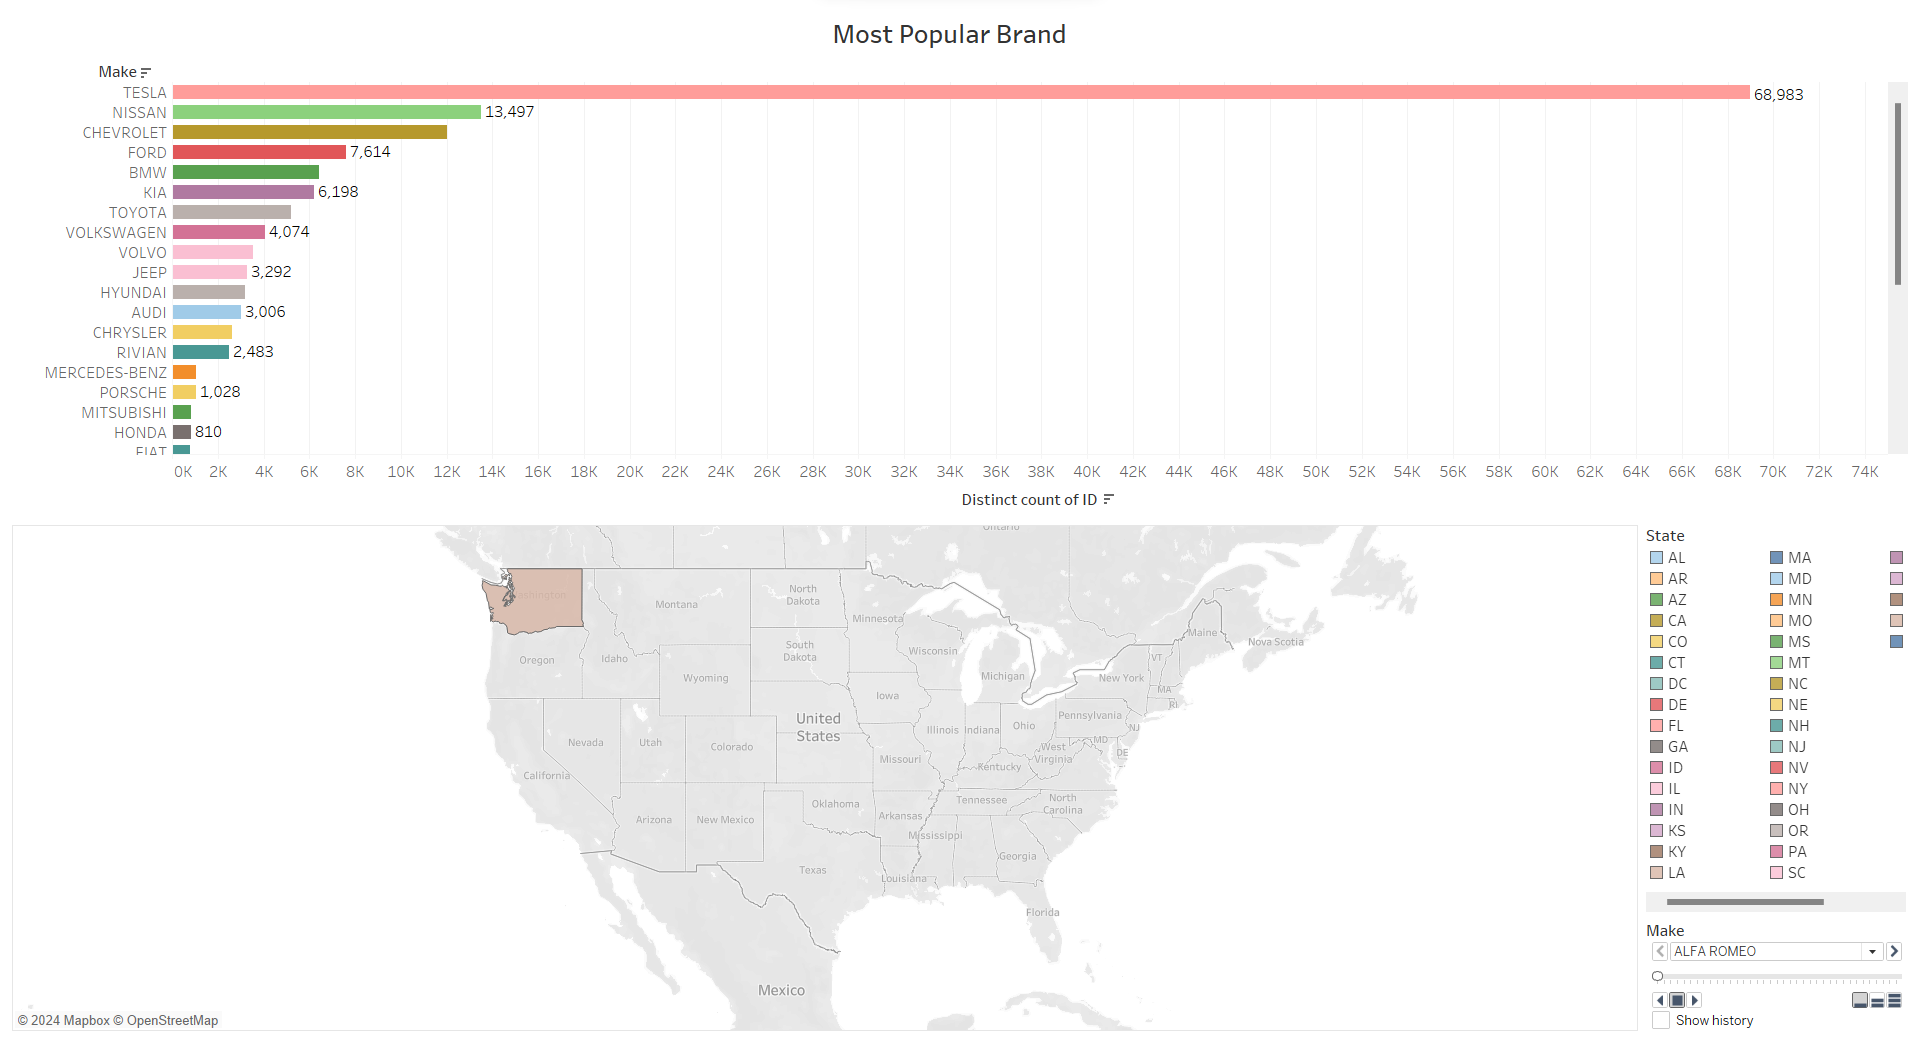 Most Popular Brand
Make
TESLA 68,983
NISSAN 13,497
CHEVROLET
FORD 7,614
BMW
KIA 6,198
TOYOTA
VOLKSWAGEN 4,074
VOLVO
JEEP 3,292
HYUNDAI
AUDI 3,006
CHRYSLER
RIVIAN 2,483
MERCEDES-BENZ
PORSCHE 1,028
MITSUBISHI
HONDA 810
FIAT
0K 2K 4K 6K 8K 10K 12K 14K 16K 18K 20K 22K 24K 26K 28K 30K 32K 34K 36K 38K 40K 42K 44K 46K 48K 50K 52K 54K 56K 58K 60K 62K 64K 66K 68K 70K 72K 74K
Distinct count of ID
Ontario
Washington
Montana
North
Dakota
Minnesota
South
Dakota
Wisconsin
Maine
Nova Scotia
Oregon
Idaho
Wyoming
Michigan
VT
New York
MA
RI
Iowa
United
States
Nevada
Utah
Colorado
Illinois
Indiana
Ohio
Pennsylvania
NJ
MD
DE
West
Virginia
California
Missouri
Kentucky
Arizona
New Mexico
Oklahoma
Arkansas
Tennessee
North
Carolina
Mississippi
Georgia
Texas
Louisiana
Florida
Mexico
© 2024 Mapbox © OpenStreetMap
State
AL MA
AR MD
AZ MN
CA MO
CO MS
CT MT
DC NC
DE NE
FL NH
GA NJ
ID NV
IL NY
IN OH
KS OR
KY PA
LA SC
Make
ALFA ROMEO
Show history